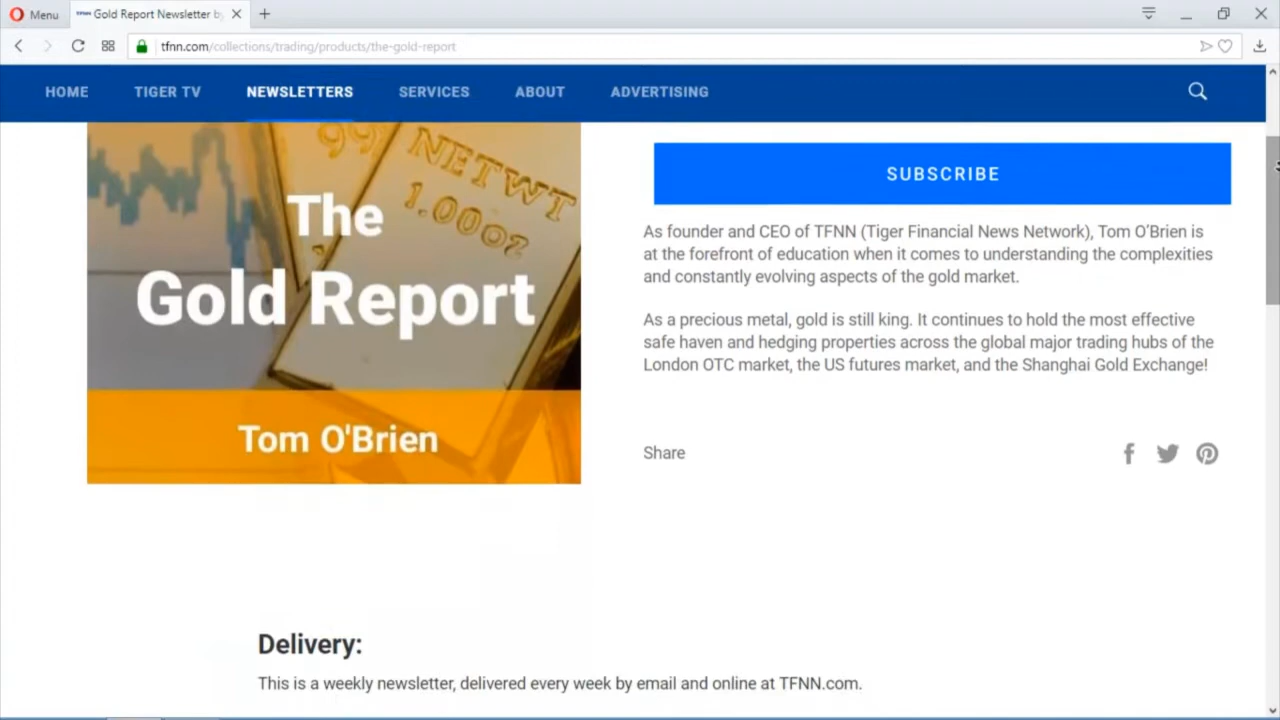 Menu
TFNN Gold Report Newsletter by
tfnn.com/collections/trading/products/the-gold-report
HOME TIGER TV NEWSLETTERS SERVICES ABOUT ADVERTISING
99
NETWT
1.00oz
The
Gold Report
Tom O'Brien
SUBSCRIBE
As founder and CEO of TFNN (Tiger Financial News Network), Tom O'Brien is
at the forefront of education when it comes to understanding the complexities
and constantly evolving aspects of the gold market.
As a precious metal, gold is still king. It continues to hold the most effective
safe haven and hedging properties across the global major trading hubs of the
London OTC market, the US futures market, and the Shanghai Gold Exchange!
Share
Delivery:
This is a weekly newsletter, delivered every week by email and online at TFNN.com.